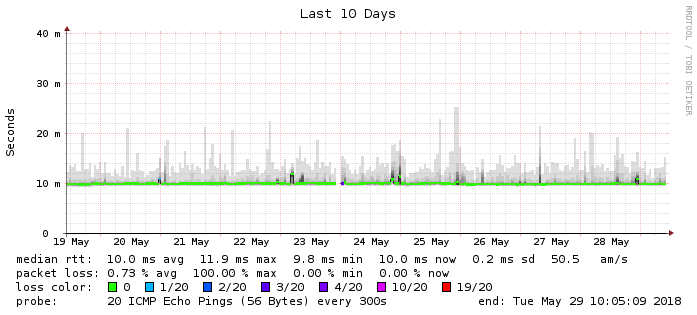 Last 10 Days
RRDTOOL / TOBI OETIKER
Seconds
40 m
30 m
20 m
10 m
0
19 May 20 May 21 May 22 May 23 May 24 May 25 May 26 May 27 May 28 May
median rtt: 10.0 ms avg 11.9 ms max 9.8 ms min 10.0 ms now 0.2 ms sd 50.5 am/s
packet loss: 0.73 % avg 100.00 % max 0.00 % min 0.00 % now
loss color: 0 1/20 2/20 3/20 4/20 10/20 19/20
probe: 20 ICMP Echo Pings (56 Bytes) every 300s end: Tue May 29 10:05:09 2018